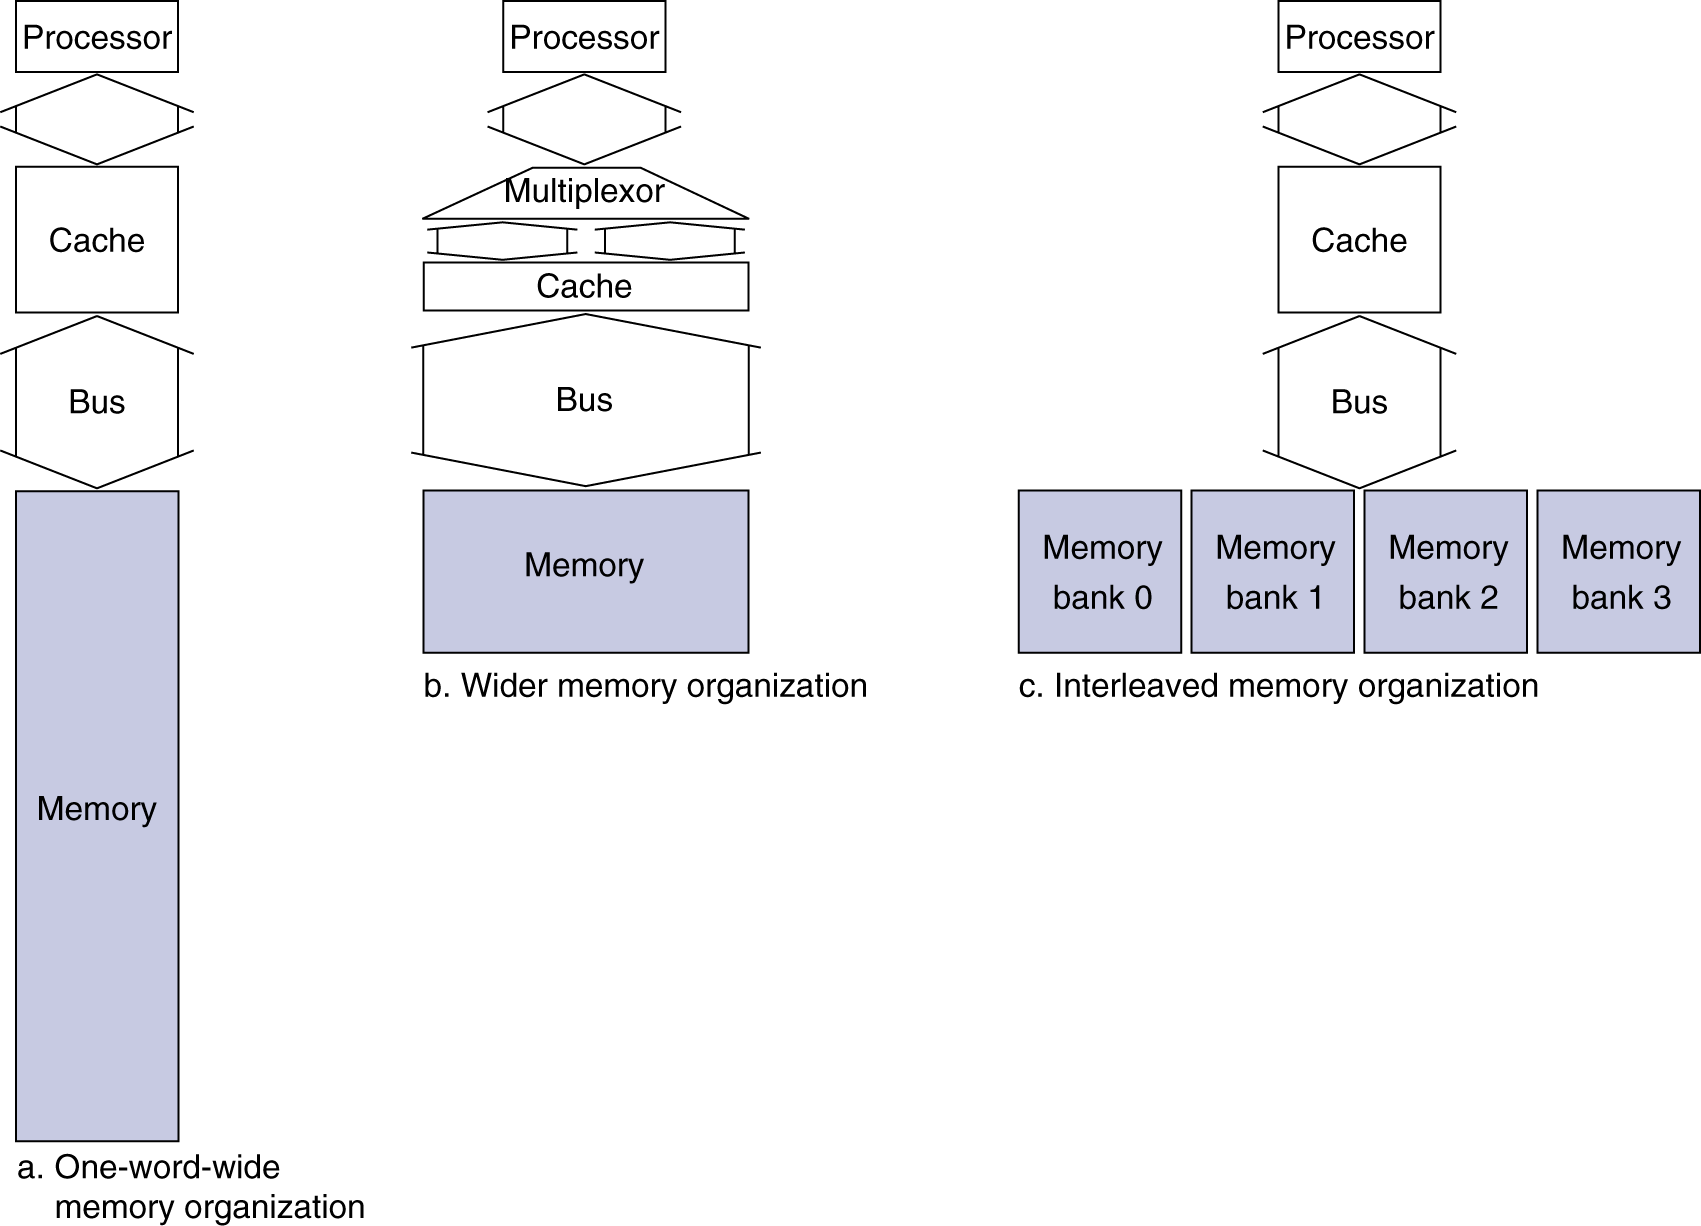 Processor
Cache
Bus
Memory
a. One-word-wide
memory organization
Processor
Multiplexor
Cache
Bus
Memory
b. Wider memory organization
Processor
Cache
Bus
Memory
bank 0
Memory
bank 1
Memory
bank 2
Memory
bank 3
c. Interleaved memory organization